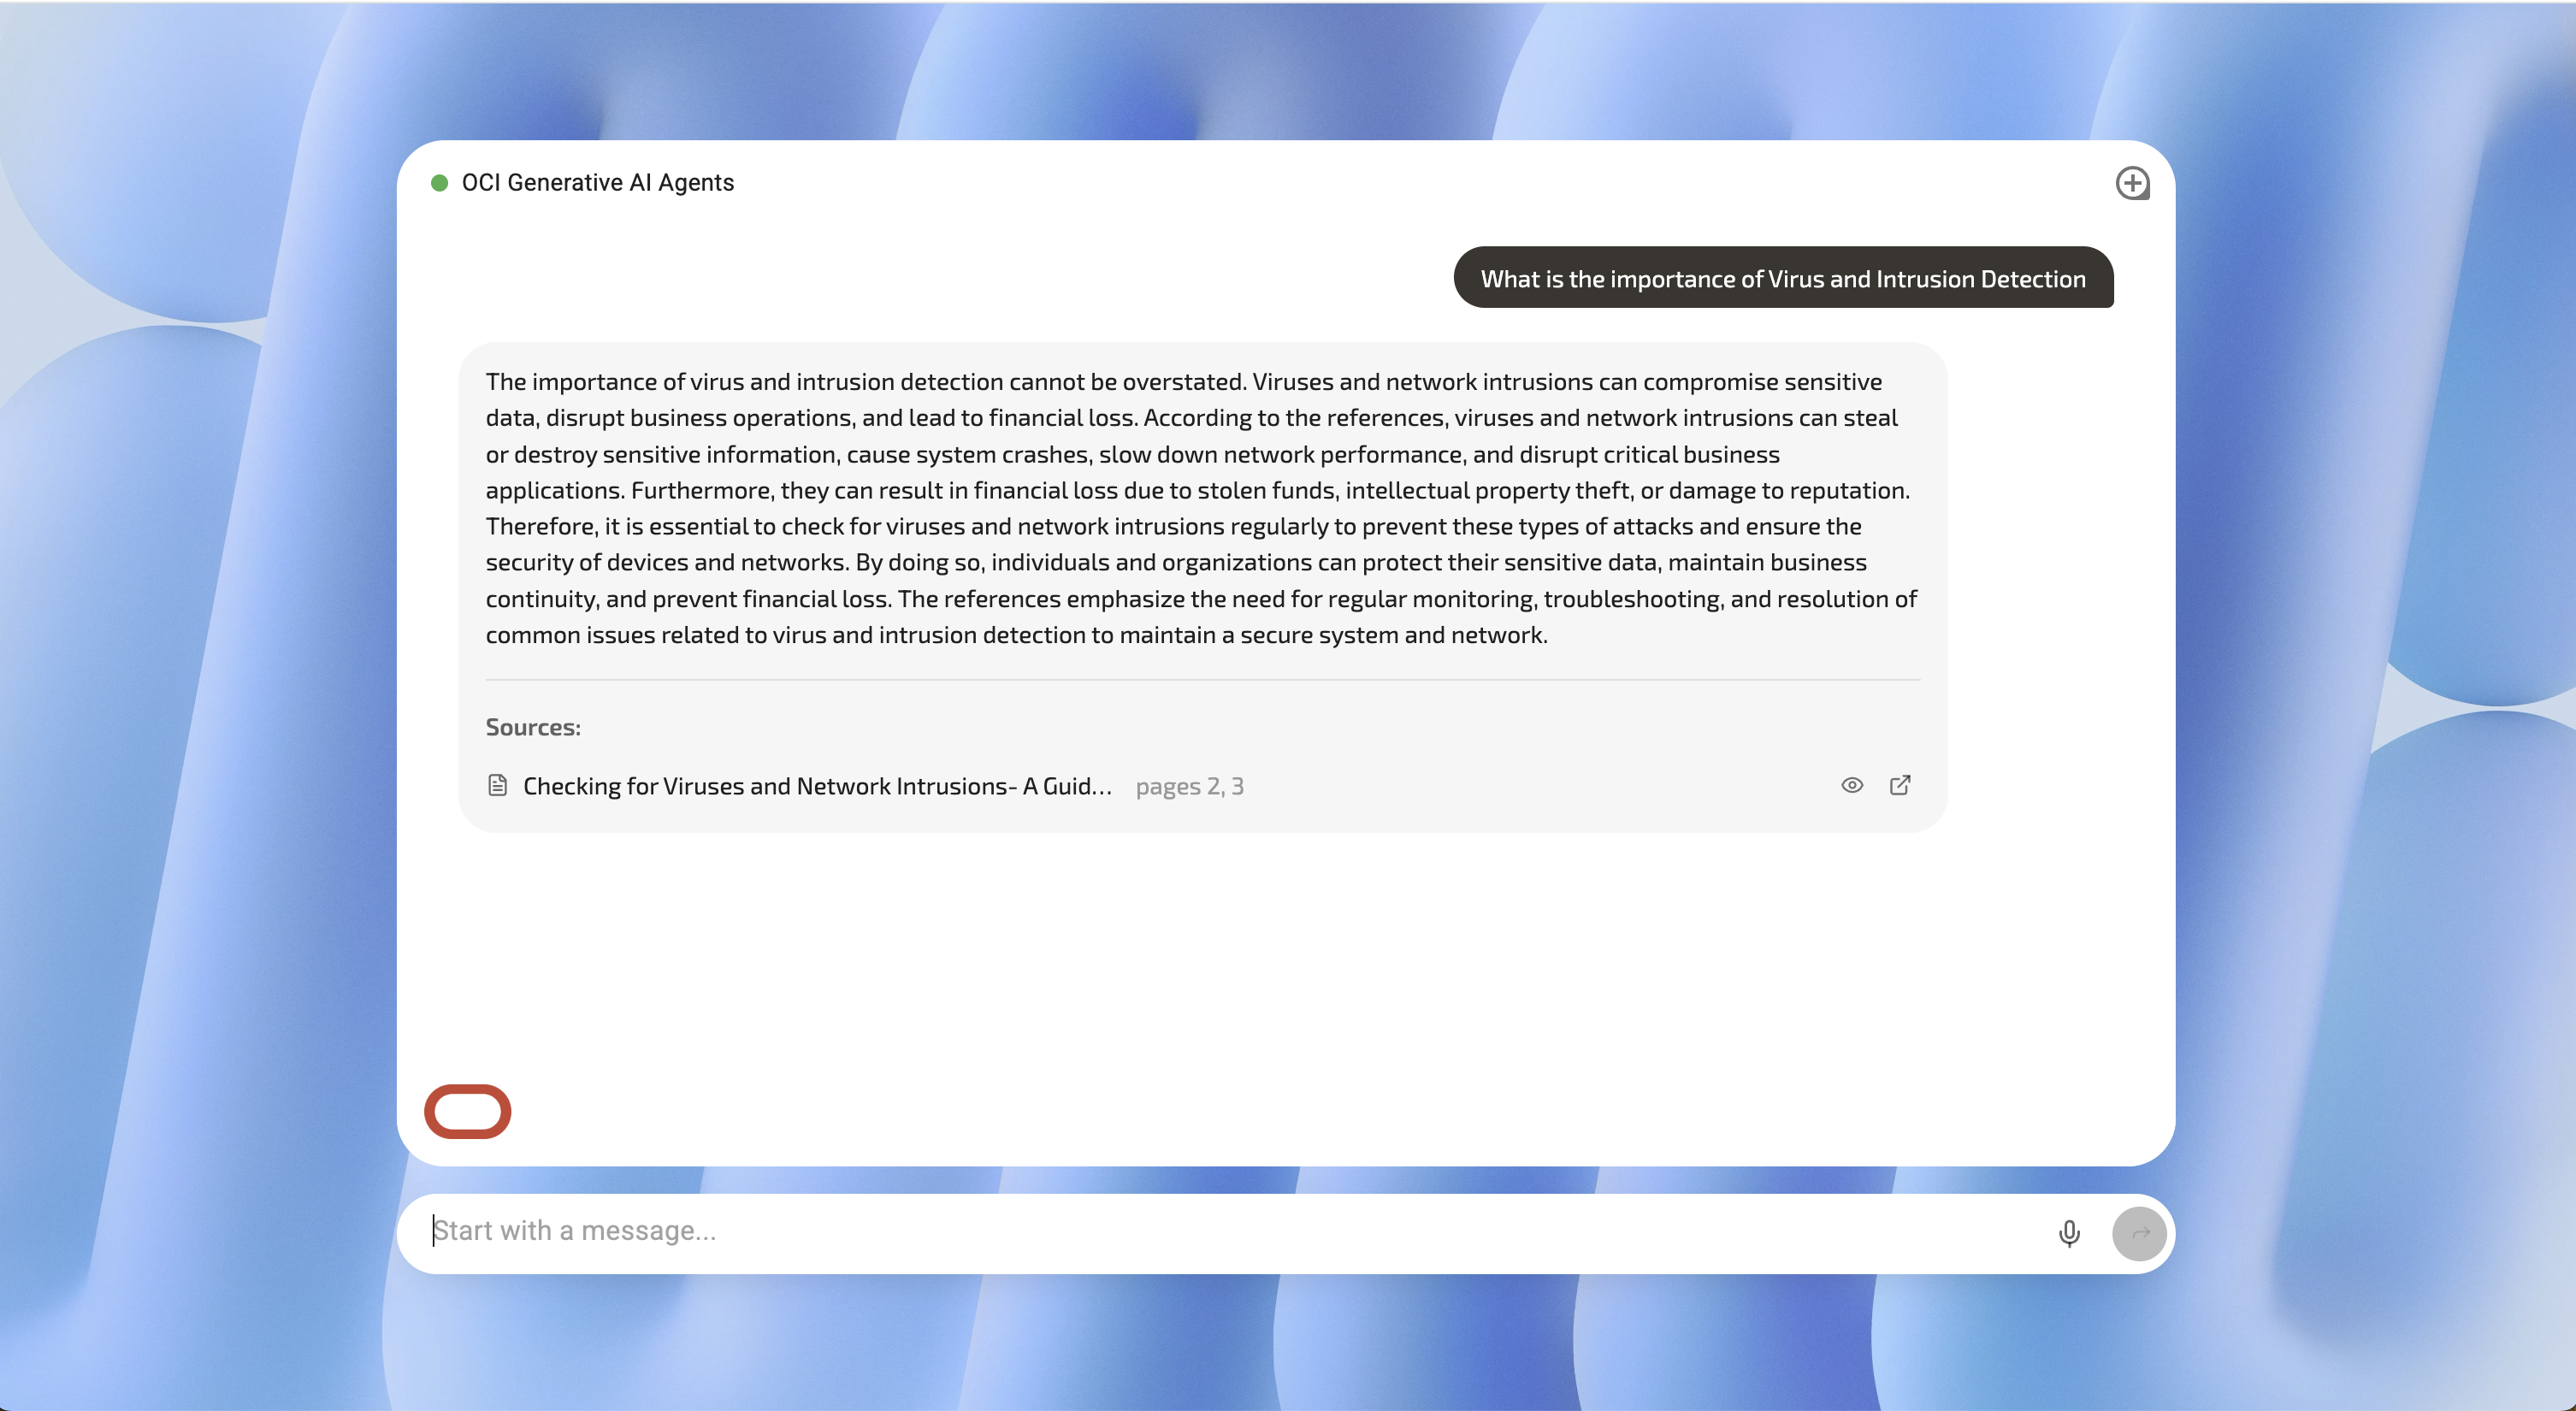 OCI Generative AI Agents
What is the importance of Virus and Intrusion Detection
The importance of virus and intrusion detection cannot be overstated. Viruses and network intrusions can compromise sensitive
data, disrupt business operations, and lead to financial loss. According to the references, viruses and network intrusions can steal
or destroy sensitive information, cause system crashes, slow down network performance, and disrupt critical business
applications. Furthermore, they can result in financial loss due to stolen funds, intellectual property theft, or damage to reputation.
Therefore, it is essential to check for viruses and network intrusions regularly to prevent these types of attacks and ensure the
security of devices and networks. By doing so, individuals and organizations can protect their sensitive data, maintain business
continuity, and prevent financial loss. The references emphasize the need for regular monitoring, troubleshooting, and resolution of
common issues related to virus and intrusion detection to maintain a secure system and network.
Sources:
Checking for Viruses and Network Intrusions- A Guid... pages 2, 3
Start with a message...